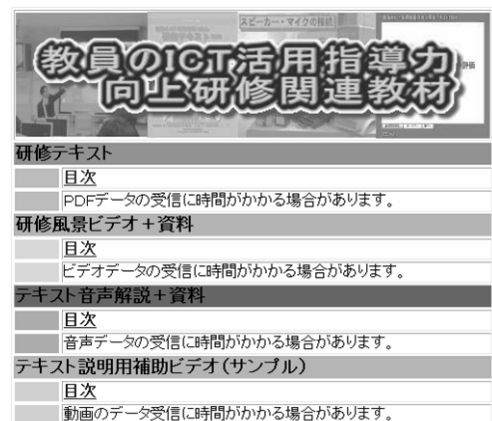 スピーカー・マイクの接続
教員のICT活用指導力
向上研修関連教材
研修テキスト
目次
PDFデータの受信に時間がかかる場合があります。
研修風景ビデオ+資料
目次
ビデオデータの受信に時間がかかる場合があります。
テキスト音声解説+資料
目次
音声データの受信に時間がかかる場合があります。
テキスト説明用補助ビデオ(サンプル)
目次
動画のデータ受信に時間がかかる場合があります。